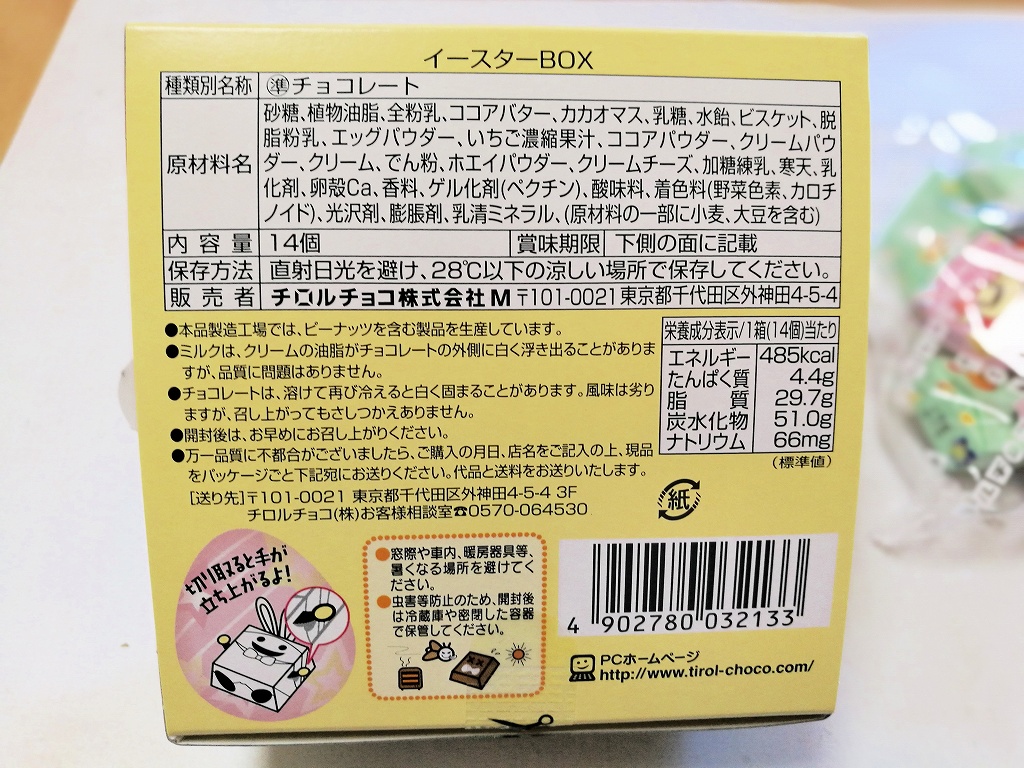 イースターBOX
種類別名称 準チョコレート
原材料名
砂糖、植物油脂、全粉乳、ココアバター、カカオマス、乳糖、水飴、ビスケット、脱
脂粉乳、エッグパウダー、いちご濃縮果汁、ココアパウダー、クリームパウ
ダー、クリーム、でん粉、ホエイパウダー、クリームチーズ、加糖練乳、寒天、乳
化剤、卵殻Ca、香料、ゲル化剤(ペクチン)、酸味料、着色料(野菜色素、カロチ
ノイド)、光沢剤、膨脹剤、乳清ミネラル、(原材料の一部に小麦、大豆を含む)
内容量 14個 賞味期限 下側の面に記載
保存方法 直射日光を避け、28℃以下の涼しい場所で保存してください。
販売者 チロルチョコ株式会社 M 〒101-0021 東京都千代田区外神田4-5-4
●本品製造工場では、ピーナッツを含む製品を生産しています。
●ミルクは、クリームの油脂がチョコレートの外側に白く浮き出ることがありま
すが、品質に問題はありません。
●チョコレートは、溶けて再び冷えると白く固まることがあります。風味は劣り
ますが、召し上がってもさしつかえありません。
●開封後は、お早めにお召し上がりください。
●万一品質に不都合がございましたら、ご購入の月日、店名をご記入の上、現品
をパッケージごと下記宛にお送りください。代品と送料をお送りいたします。
[送り先]〒101-0021 東京都千代田区外神田4-5-4 3F
チロルチョコ(株)お客様相談室☎0570-064530
栄養成分表示/1箱(14個)当たり
エネルギー 485kcal
たんぱく質 4.4g
脂質 29.7g
炭水化物 51.0g
ナトリウム 66mg
(標準値)
紙
切り取ると手が
立ち上がるよ!
●窓際や車内、暖房器具等、
暑くなる場所を避けてく
ださい。
●虫害等防止のため、開封後
は冷蔵庫や密閉した容器
で保管してください。
4 902780 032133
PCホームページ
http://www.tirol-choco.com/